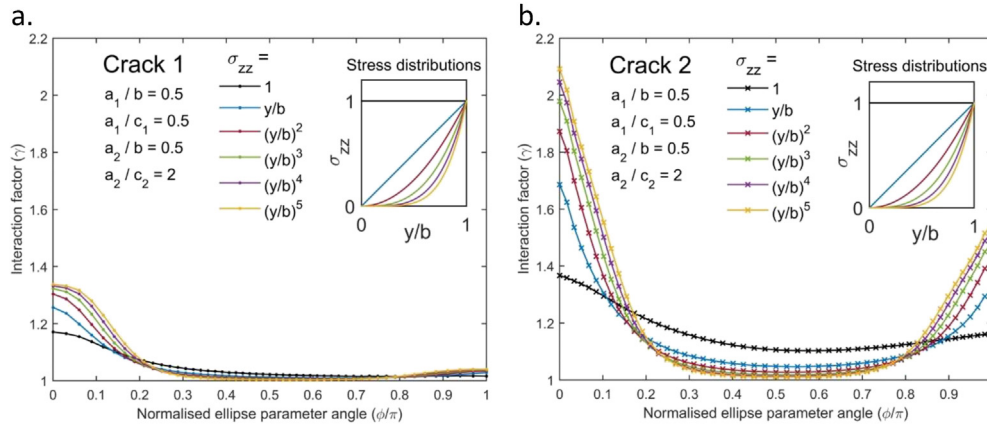 a.
2.2
2
1.8
1.6
1.4
1.2
1
Interaction factor (γ)
0 0.1 0.2 0.3 0.4 0.5 0.6 0.7 0.8 0.9 1
Normalised ellipse parameter angle (ϕ/π)
Crack 1
a₁ / b = 0.5
a₁ / c₁ = 0.5
a₂ / b = 0.5
a₂ / c₂ = 2
σzz =
1
y/b
(y/b)²
(y/b)³
(y/b)⁴
(y/b)⁵
Stress distributions
1
σzz
0
0 1
y/b
b.
2.2
2
1.8
1.6
1.4
1.2
1
Interaction factor (γ)
0 0.1 0.2 0.3 0.4 0.5 0.6 0.7 0.8 0.9
Normalised ellipse parameter angle (ϕ/π)
Crack 2
a₁ / b = 0.5
a₁ / c₁ = 0.5
a₂ / b = 0.5
a₂ / c₂ = 2
σzz =
1
y/b
(y/b)²
(y/b)³
(y/b)⁴
(y/b)⁵
Stress distributions
1
σzz
0
0 1
y/b